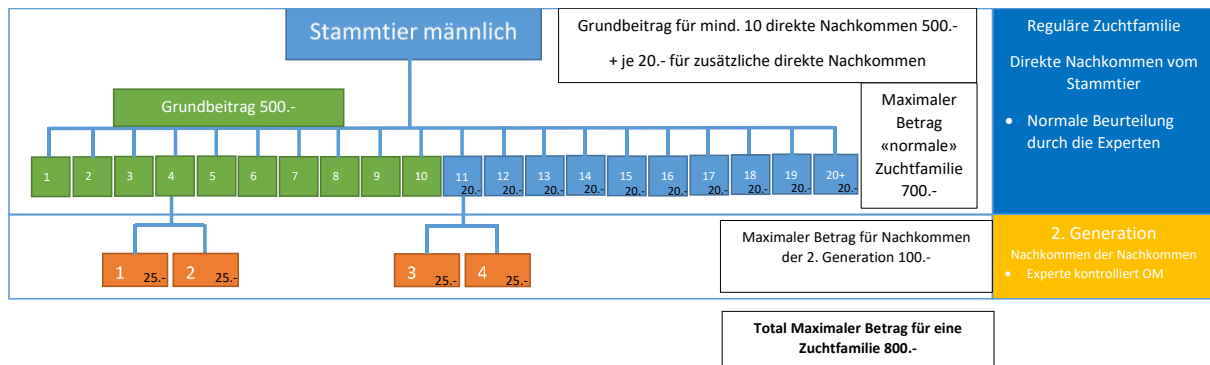 Stammtier männlich
Grundbeitrag für mind. 10 direkte Nachkommen 500.-
+ je 20.- für zusätzliche direkte Nachkommen
Reguläre Zuchtfamilie
Direkte Nachkommen vom
Stammtier
• Normale Beurteilung
durch die Experten
Grundbeitrag 500.-
Maximaler
Betrag
«normale»
Zuchtfamilie
700.-
1 2 3 4 5 6 7 8 9 10 11 12 13 14 15 16 17 18 19 20+
20.- 20.- 20.- 20.- 20.- 20.- 20.- 20.- 20.- 20.-
Maximaler Betrag für Nachkommen
der 2. Generation 100.-
2. Generation
Nachkommen der Nachkommen
• Experte kontrolliert OM
1 25.- 2 25.- 3 25.- 4 25.-
Total Maximaler Betrag für eine
Zuchtfamilie 800.-